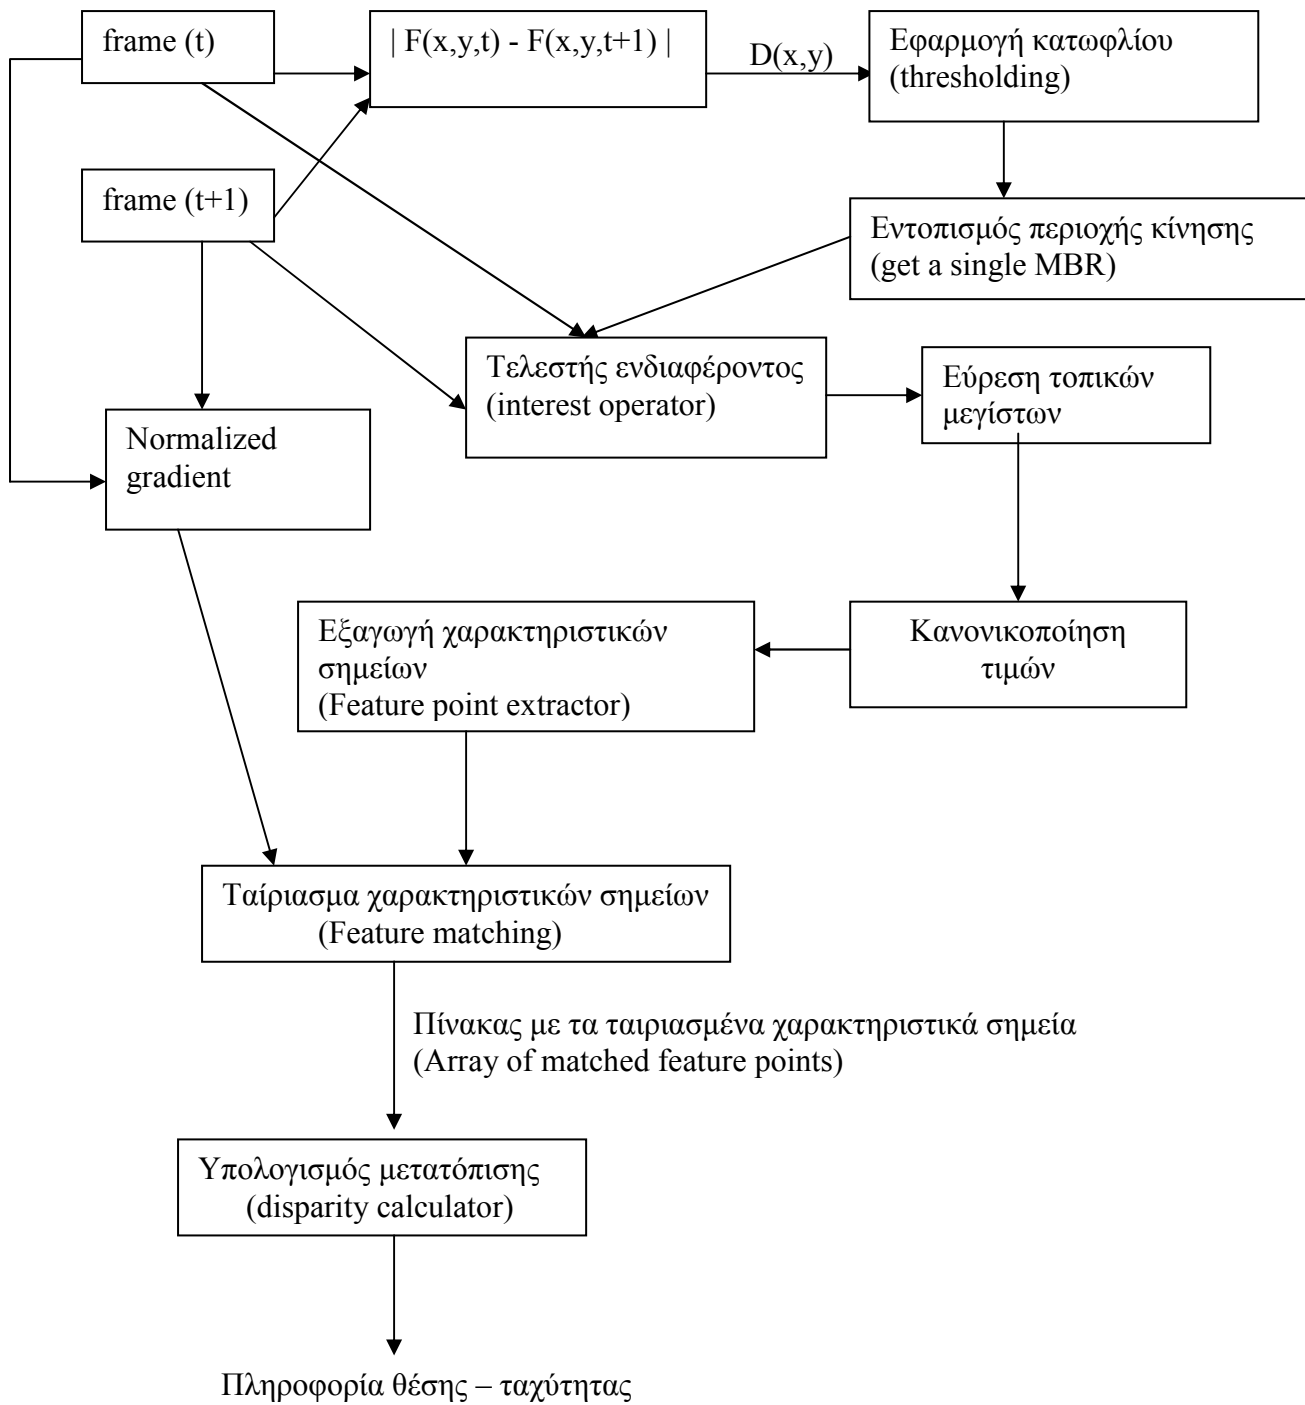 frame (t)
| F(x,y,t) - F(x,y,t+1) |
D(x,y)
Εφαρμογή κατωφλίου
(thresholding)
frame (t+1)
Εντοπισμός περιοχής κίνησης
(get a single MBR)
Τελεστής ενδιαφέροντος
(interest operator)
Εύρεση τοπικών
μεγίστων
Normalized
gradient
Εξαγωγή χαρακτηριστικών
σημείων
(Feature point extractor)
Κανονικοποίηση
τιμών
Ταίριασμα χαρακτηριστικών σημείων
(Feature matching)
Πίνακας με τα ταιριασμένα χαρακτηριστικά σημεία
(Array of matched feature points)
Υπολογισμός μετατόπισης
(disparity calculator)
Πληροφορία θέσης – ταχύτητας